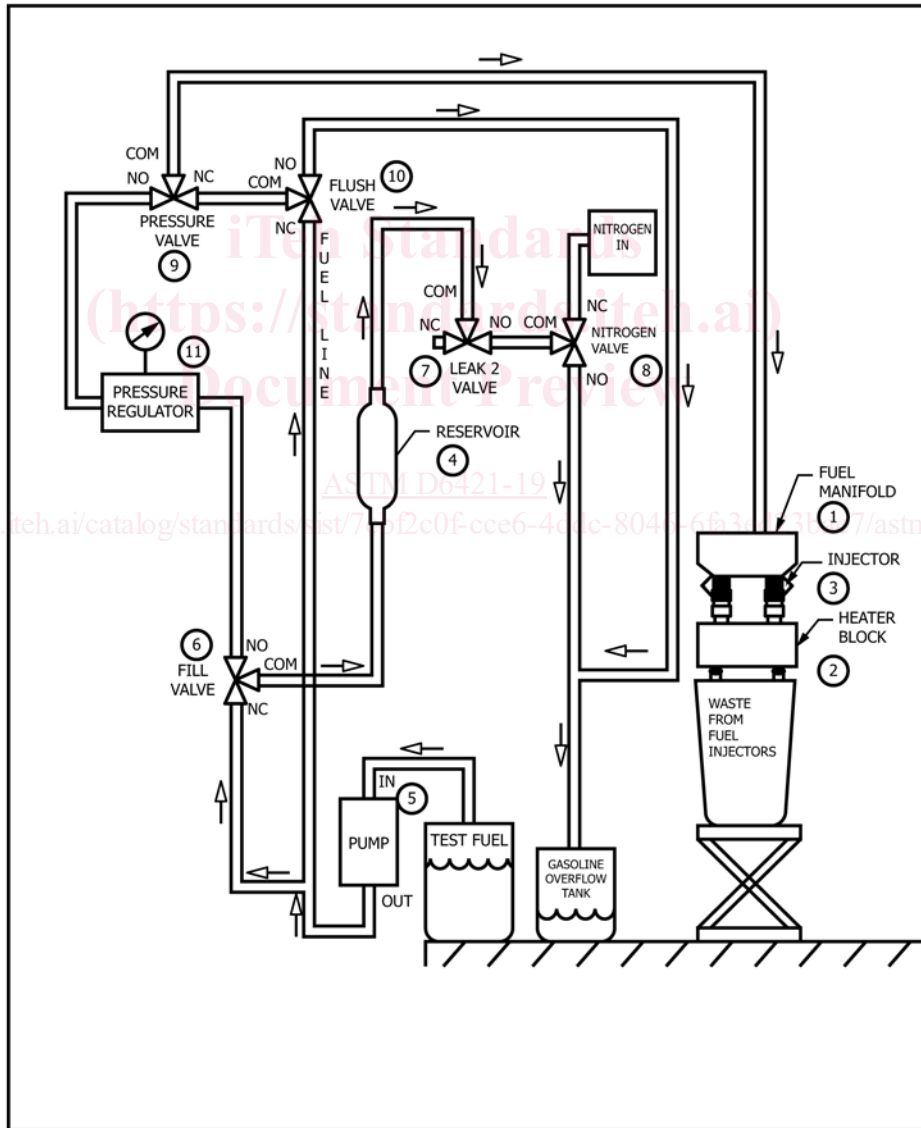 COM
NO
NC
PRESSURE
VALVE
9
NO
COM
NC
FLUSH
VALVE
10
FUEL LINE
NITROGEN
IN
COM
NC
NO
7
LEAK 2
VALVE
NC
COM
NO
NITROGEN
VALVE
8
11
PRESSURE
REGULATOR
RESERVOIR
4
iTeh Standards
(https://standards.iteh.ai)
Document Preview
ASTM D6421-19
FUEL
MANIFOLD
1
INJECTOR
3
HEATER
BLOCK
2
6
FILL
VALVE
NO
COM
NC
WASTE
FROM
FUEL
INJECTORS
IN
5
PUMP
OUT
TEST FUEL
GASOLINE
OVERFLOW
TANK